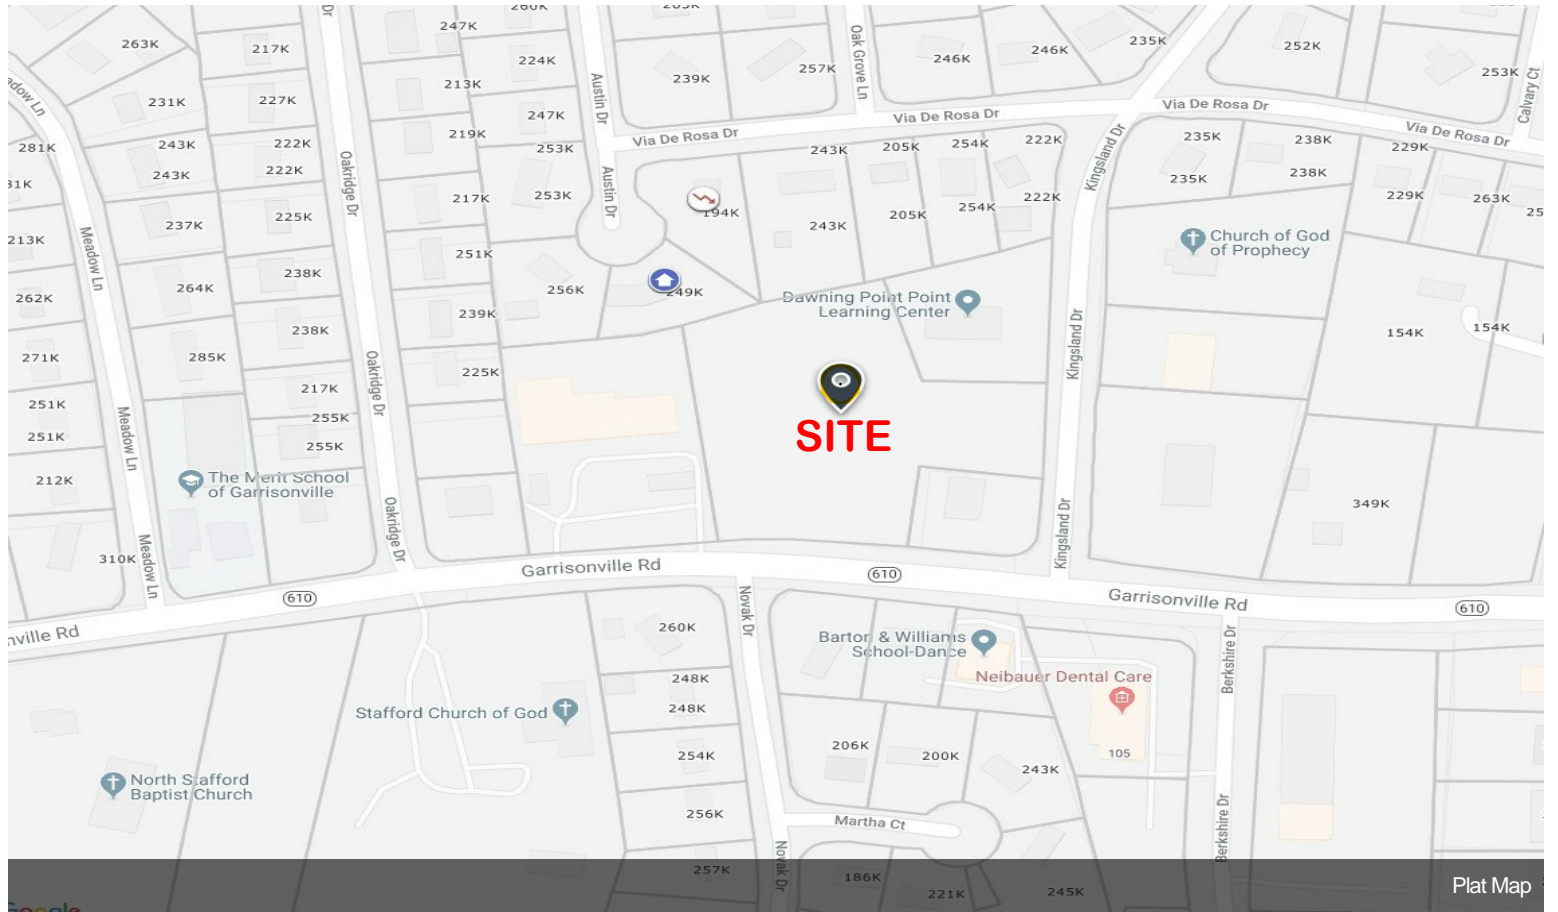 Dr
260K
263K
247K
217K
263K
224K
239K
257K
Oak Grove Ln
246K
246K
235K
252K
253K
Calvary Ct
231K
227K
213K
Austin Dr
247K
Via De Rosa Dr
Via De Rosa Dr
Via De Rosa Dr
Via De Rosa Dr
281K
243K
222K
219K
253K
243K
205K
254K
222K
Kingsland Dr
235K
238K
229K
31K
243K
222K
Oakridge Dr
217K
253K
Austin Dr
194K
243K
205K
254K
222K
235K
238K
229K
263K
25
213K
Meadow Ln
237K
225K
251K
Church of God
of Prophecy
262K
264K
238K
239K
256K
249K
Dawning Point Point
Learning Center
Kingsland Dr
154K
154K
271K
285K
238K
Oakridge Dr
225K
251K
217K
255K
SITE
251K
Meadow Ln
255K
212K
The Merit School
of Garrisonville
Oakridge Dr
Kingsland Dr
349K
310K
Meadow Ln
Garrisonville Rd
610
610
Garrisonville Rd
610
nville Rd
Novak Dr
260K
Barton & Williams
School-Dance
Berkshire Dr
Neibauer Dental Care
248K
248K
Stafford Church of God
254K
206K
200K
243K
105
North Stafford
Baptist Church
256K
Martha Ct
Berkshire Dr
257K
Novak Dr
186K
221K
245K
Plat Map
Google